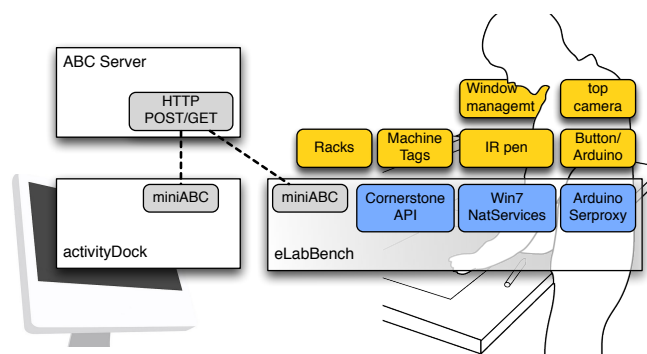 ABC Server
HTTP
POST/GET
Window
managemt
top
camera
Racks
Machine
Tags
IR pen
Button/
Arduino
miniABC
miniABC
Cornerstone
API
Win7
NatServices
Arduino
Serproxy
activityDock
eLabBench